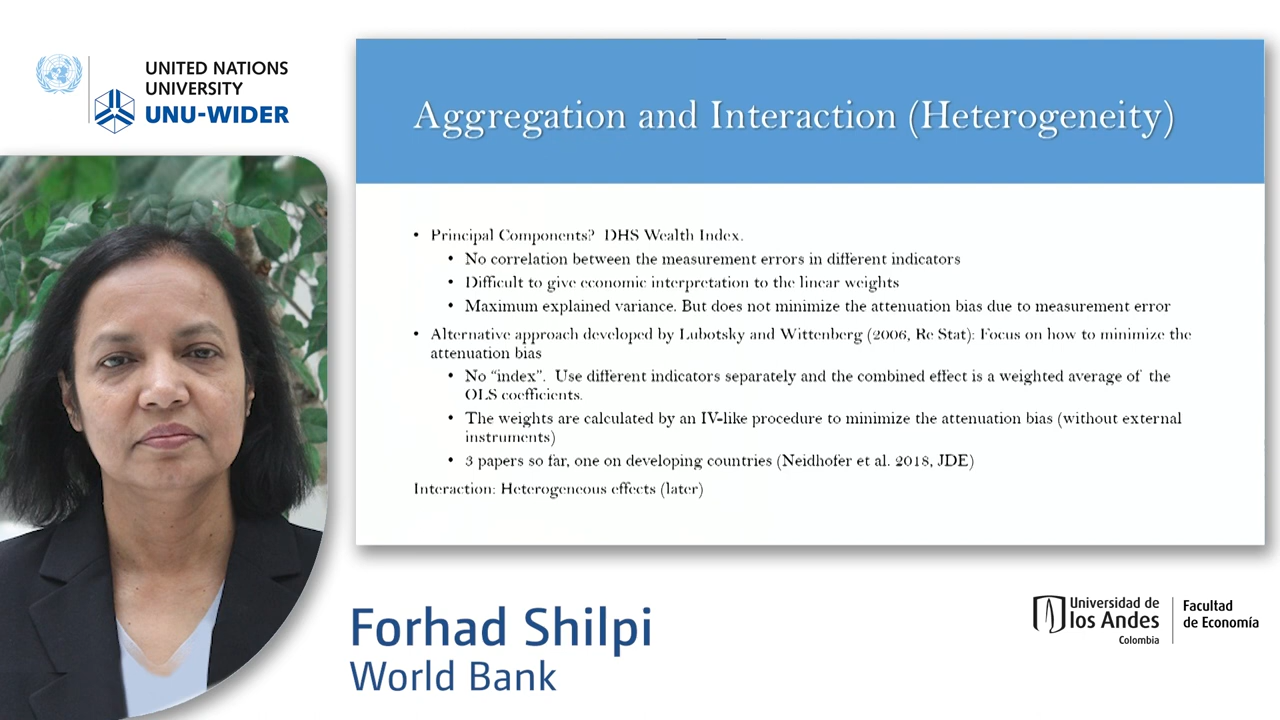 UNITED NATIONS
UNIVERSITY
UNU-WIDER
Aggregation and Interaction (Heterogeneity)
• Principal Components? DHS Wealth Index.
• No correlation between the measurement errors in different indicators
• Difficult to give economic interpretation to the linear weights
• Maximum explained variance. But does not minimize the attenuation bias due to measurement error
• Alternative approach developed by Lubotsky and Wittenberg (2006, Re Stat): Focus on how to minimize the
attenuation bias
• No “index”. Use different indicators separately and the combined effect is a weighted average of the
OLS coefficients.
• The weights are calculated by an IV-like procedure to minimize the attenuation bias (without external
instruments)
• 3 papers so far, one on developing countries (Neidhofer et al. 2018, JDE)
Interaction: Heterogeneous effects (later)
Forhad Shilpi
World Bank
Universidad de
los Andes
Colombia
Facultad
de Economía